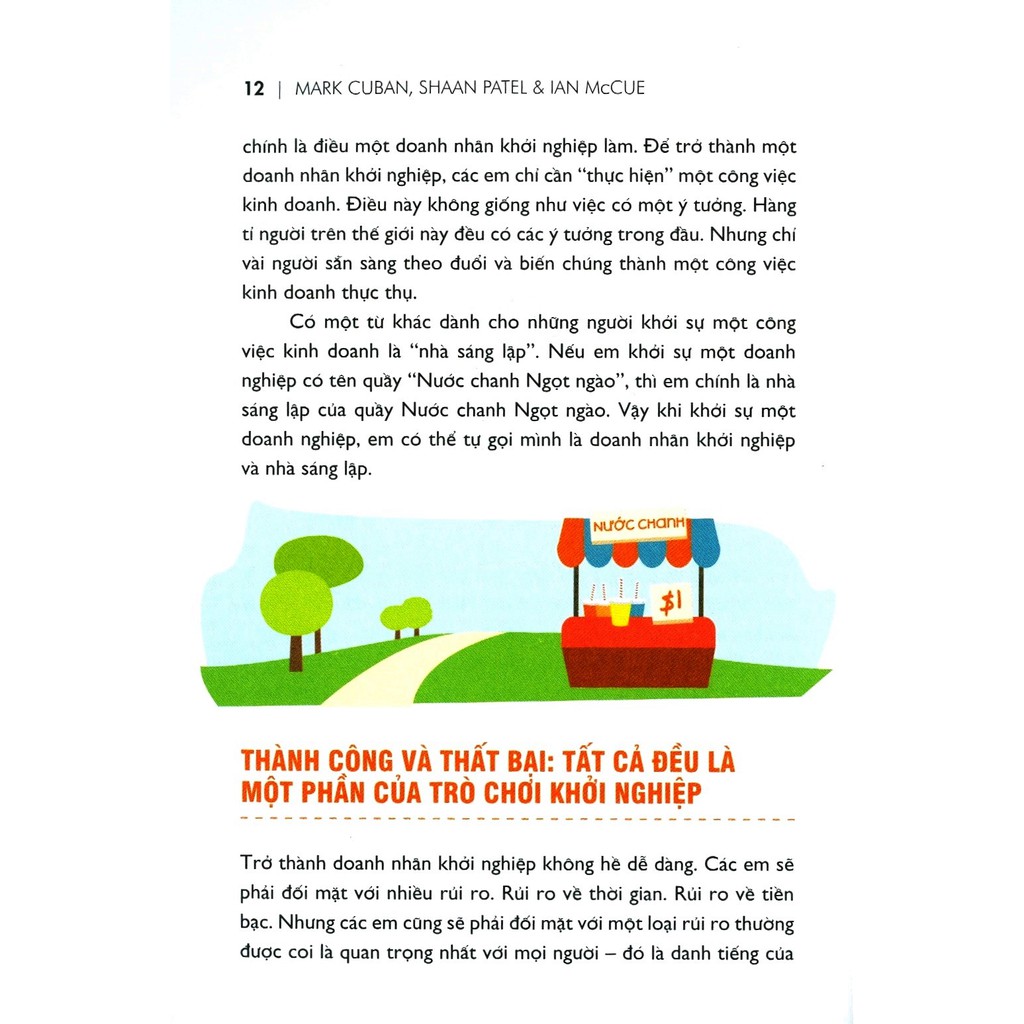 12 | MARK CUBAN, SHAAN PATEL & IAN McCUE
chính là điều một doanh nhân khởi nghiệp làm. Để trở thành một
doanh nhân khởi nghiệp, các em chỉ cần “thực hiện” một công việc
kinh doanh. Điều này không giống như việc có một ý tưởng. Hàng
tỉ người trên thế giới này đều có các ý tưởng trong đầu. Nhưng chỉ
vài người sẵn sàng theo đuổi và biến chúng thành một công việc
kinh doanh thực thụ.
Có một từ khác dành cho những người khởi sự một công
việc kinh doanh là “nhà sáng lập”. Nếu em khởi sự một doanh
nghiệp có tên quầy “Nước chanh Ngọt ngào”, thì em chính là nhà
sáng lập của quầy Nước chanh Ngọt ngào. Vậy khi khởi sự một
doanh nghiệp, em có thể tự gọi mình là doanh nhân khởi nghiệp
và nhà sáng lập.
NƯỚC CHANH
$1
THÀNH CÔNG VÀ THẤT BẠI: TẤT CẢ ĐỀU LÀ
MỘT PHẦN CỦA TRÒ CHƠI KHỞI NGHIỆP
Trở thành doanh nhân khởi nghiệp không hề dễ dàng. Các em sẽ
phải đối mặt với nhiều rủi ro. Rủi ro về thời gian. Rủi ro về tiền
bạc. Nhưng các em cũng sẽ phải đối mặt với một loại rủi ro thường
được coi là quan trọng nhất với mọi người – đó là danh tiếng của